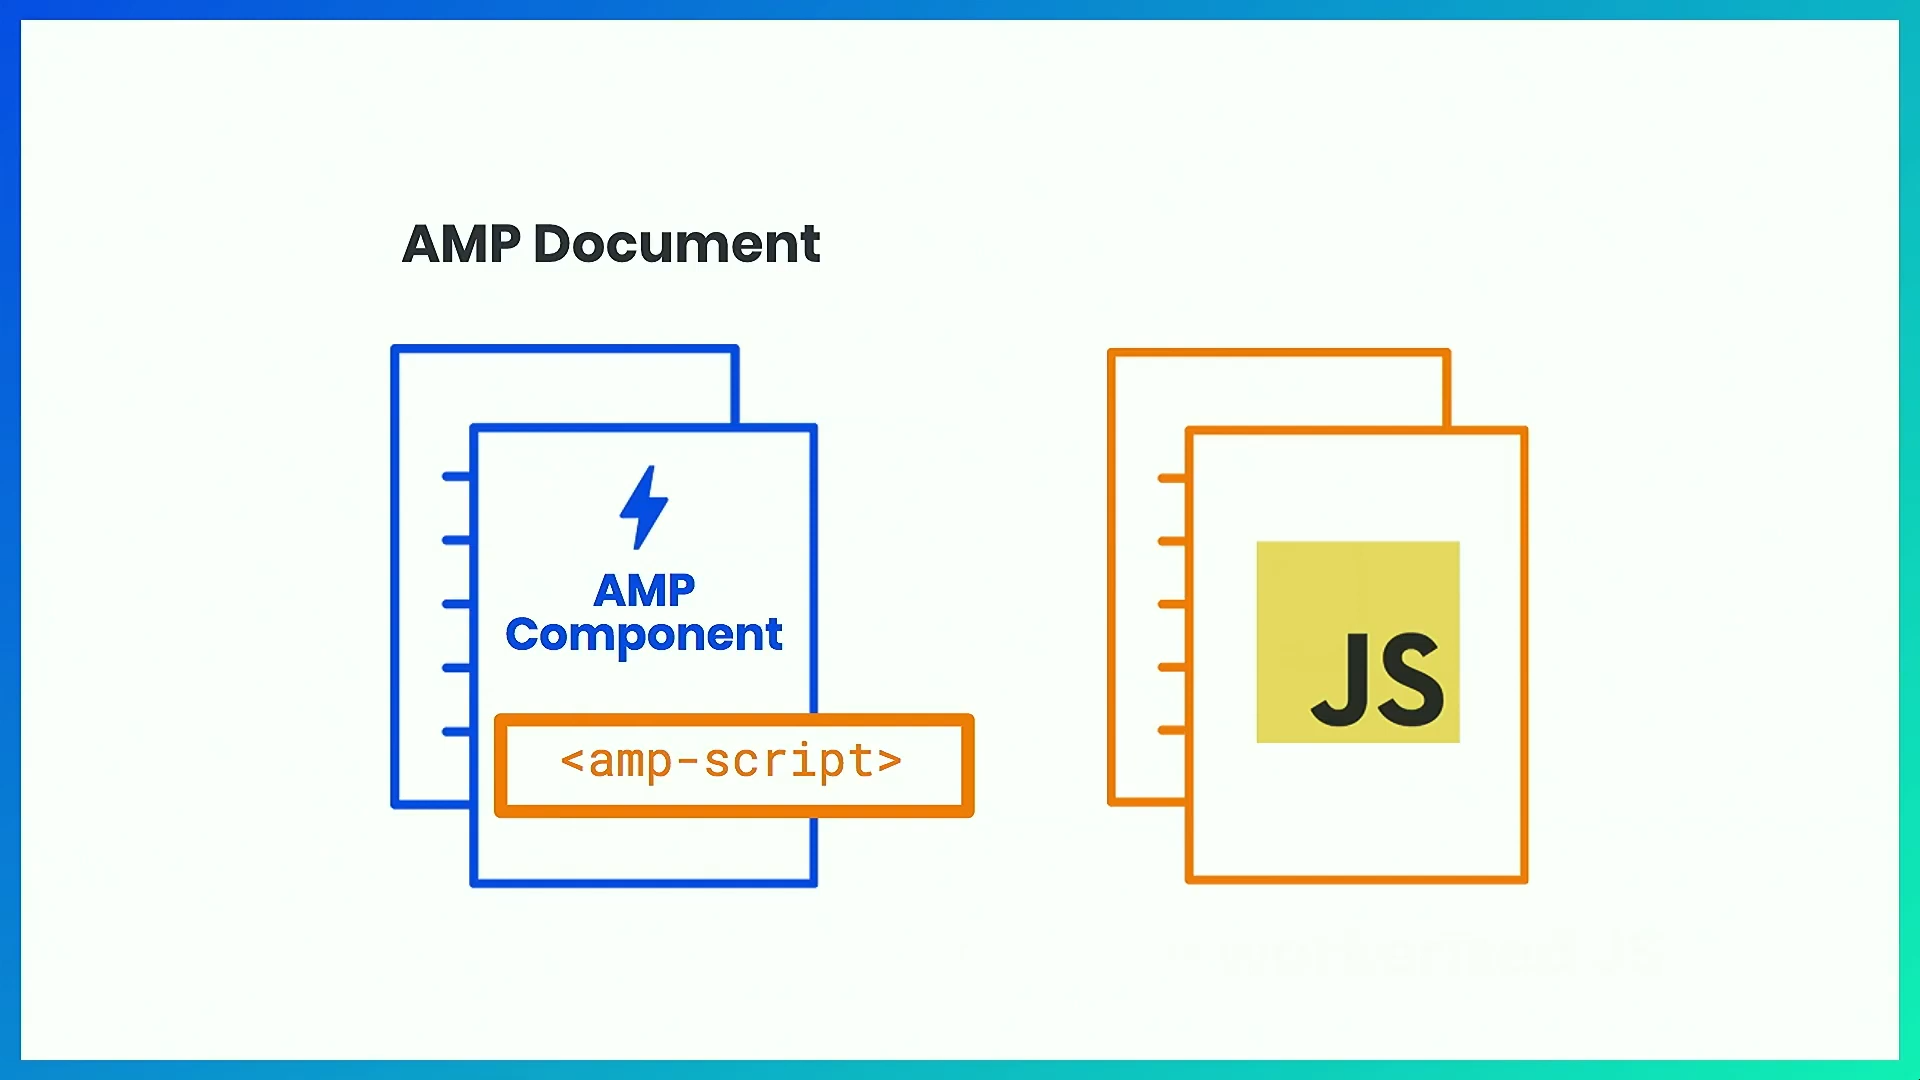 AMP Document
AMP
Component
<amp-script>
JS